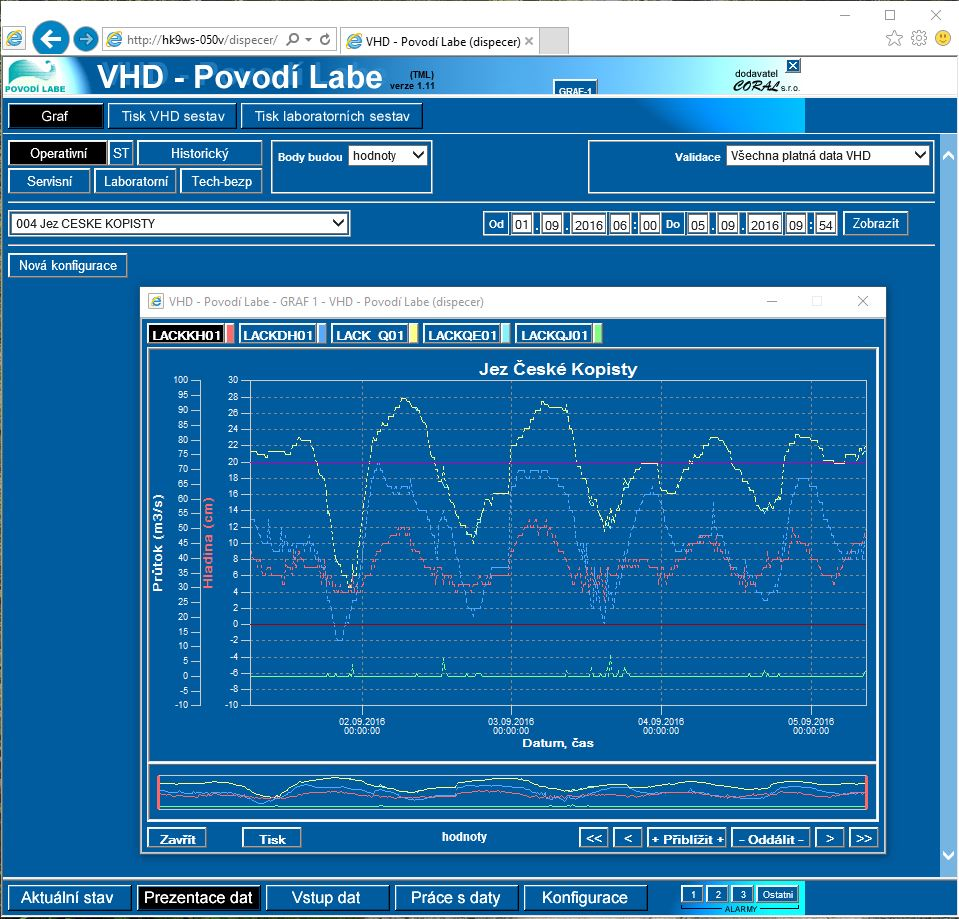 http://hk9ws-050v/dispecer/
VHD - Povodí Labe (dispecer)
POVODÍ LABE
VHD - Povodí Labe
(TML)
verze 1.11
GRAF-1
dodavatel
CORAL s.r.o.
Graf
Tisk VHD sestav
Tisk laboratorních sestav
Operativní
ST
Historický
Body budou
hodnoty
Validace
Všechna platná data VHD
Servisní
Laboratorní
Tech-bezp
004 Jez CESKE KOPISTY
Od 01 . 09 . 2016 06 : 00 Do 05 . 09 . 2016 09 : 54
Zobrazit
Nová konfigurace
VHD - Povodí Labe - GRAF 1 - VHD - Povodí Labe (dispecer)
LACKKH01
LACKDH01
LACK Q01
LACKQE01
LACKQJ01
Jez České Kopisty
Průtok (m3/s)
100
95
90
85
80
75
70
65
60
55
50
45
40
35
30
25
20
15
10
5
0
-5
-10
Hladina (cm)
30
28
26
24
22
20
18
16
14
12
10
8
6
4
2
0
-2
-4
-6
-8
-10
02.09.2016
00:00:00
03.09.2016
00:00:00
04.09.2016
00:00:00
05.09.2016
00:00:00
Datum, čas
Zavřít
Tisk
hodnoty
<<
<
+ Přiblížit +
- Oddálit -
>
>>
Aktuální stav
Prezentace dat
Vstup dat
Práce s daty
Konfigurace
1
2
3
Ostatní
ALARMY